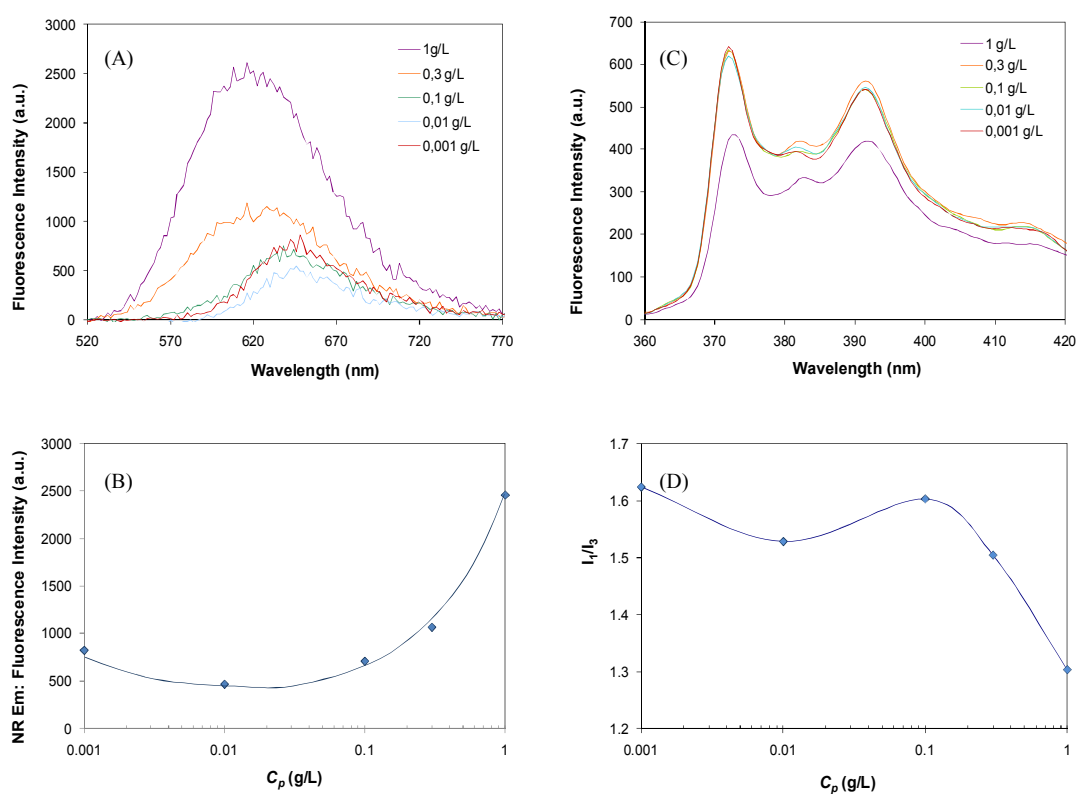 (A)
3000
2500
2000
1500
1000
500
0
Fluorescence Intensity (a.u.)
1g/L
0,3 g/L
0,1 g/L
0,01 g/L
0,001 g/L
520 570 620 670 720 770
Wavelength (nm)
(C)
700
600
500
400
300
200
100
0
Fluorescence Intensity (a.u.)
1 g/L
0,3 g/L
0,1 g/L
0,01 g/L
0,001 g/L
360 370 380 390 400 410 420
Wavelength (nm)
(B)
3000
2500
2000
1500
1000
500
0
NR Em: Fluorescence Intensity (a.u.)
0.001 0.01 0.1 1
Cp (g/L)
(D)
1.7
1.6
1.5
1.4
1.3
1.2
I1/I3
0.001 0.01 0.1 1
Cp (g/L)